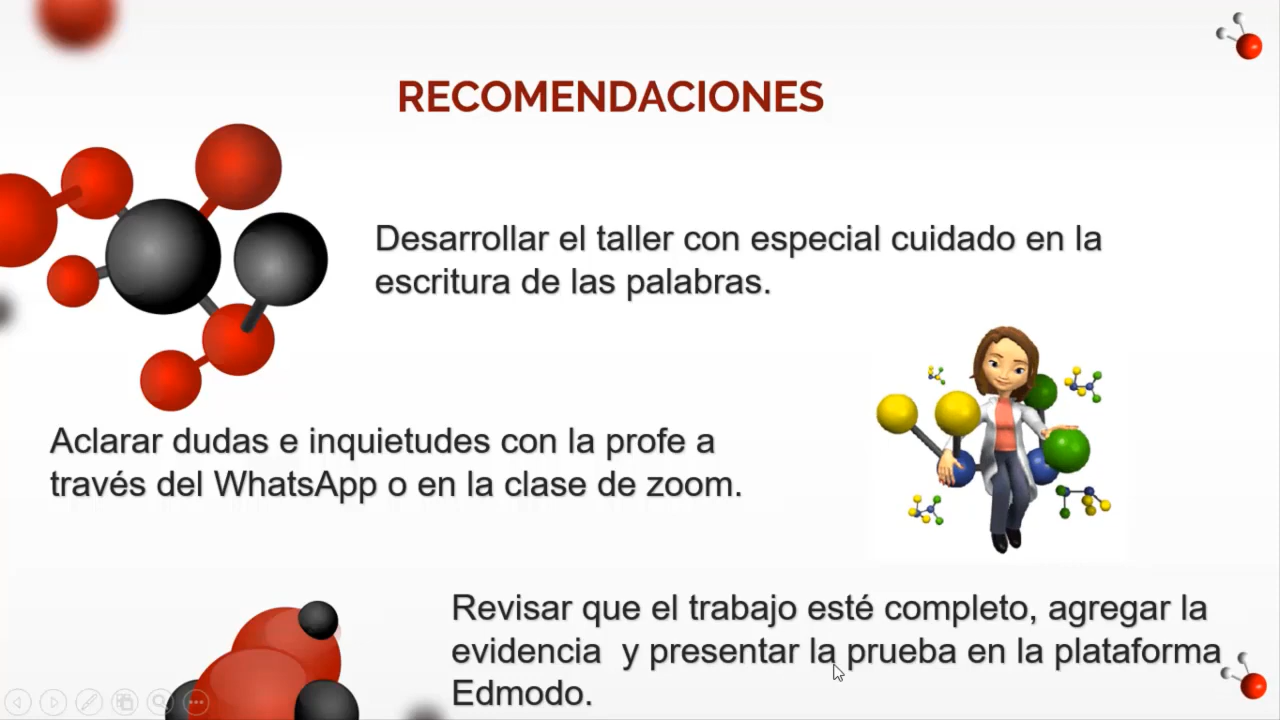 RECOMENDACIONES
Desarrollar el taller con especial cuidado en la
escritura de las palabras.
Aclarar dudas e inquietudes con la profe a
través del WhatsApp o en la clase de zoom.
Revisar que el trabajo esté completo, agregar la
evidencia  y presentar la prueba en la plataforma
Edmodo.